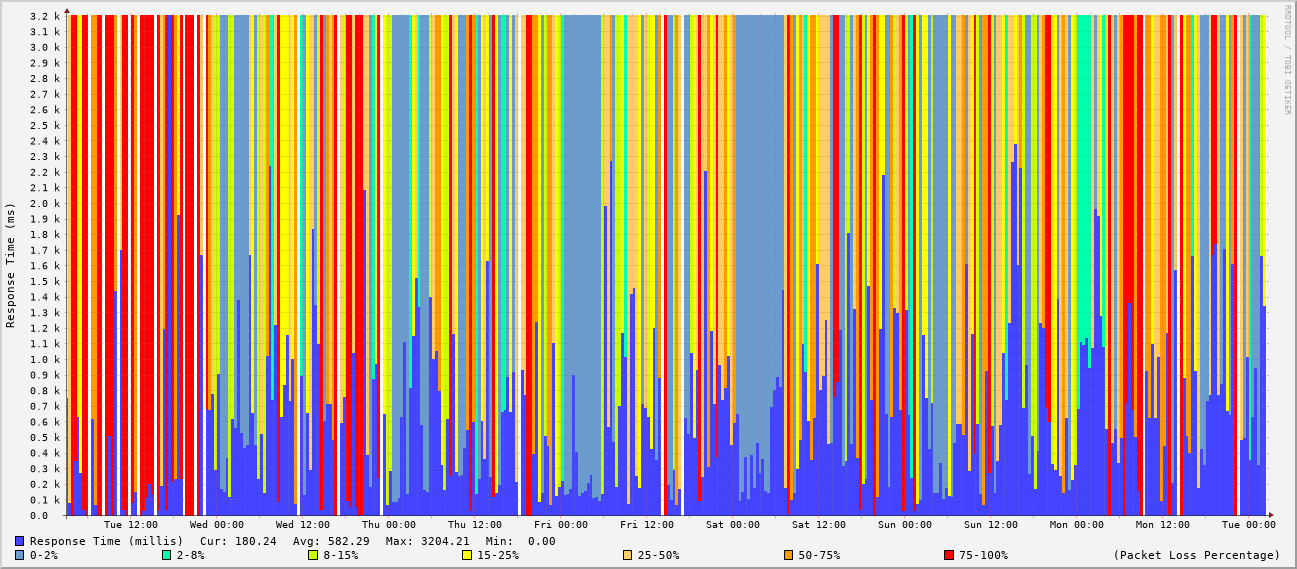 RRDTOOL / TOBI OETIKER
Response Time (ms)
3.2 k
3.1 k
3.0 k
2.9 k
2.8 k
2.7 k
2.6 k
2.5 k
2.4 k
2.3 k
2.2 k
2.1 k
2.0 k
1.9 k
1.8 k
1.7 k
1.6 k
1.5 k
1.4 k
1.3 k
1.2 k
1.1 k
1.0 k
0.9 k
0.8 k
0.7 k
0.6 k
0.5 k
0.4 k
0.3 k
0.2 k
0.1 k
0.0
Tue 12:00 Wed 00:00 Wed 12:00 Thu 00:00 Thu 12:00 Fri 00:00 Fri 12:00 Sat 00:00 Sat 12:00 Sun 00:00 Sun 12:00 Mon 00:00 Mon 12:00 Tue 00:00
Response Time (millis) Cur: 180.24 Avg: 582.29 Max: 3204.21 Min: 0.00
0-2% 2-8% 8-15% 15-25% 25-50% 50-75% 75-100% (Packet Loss Percentage)